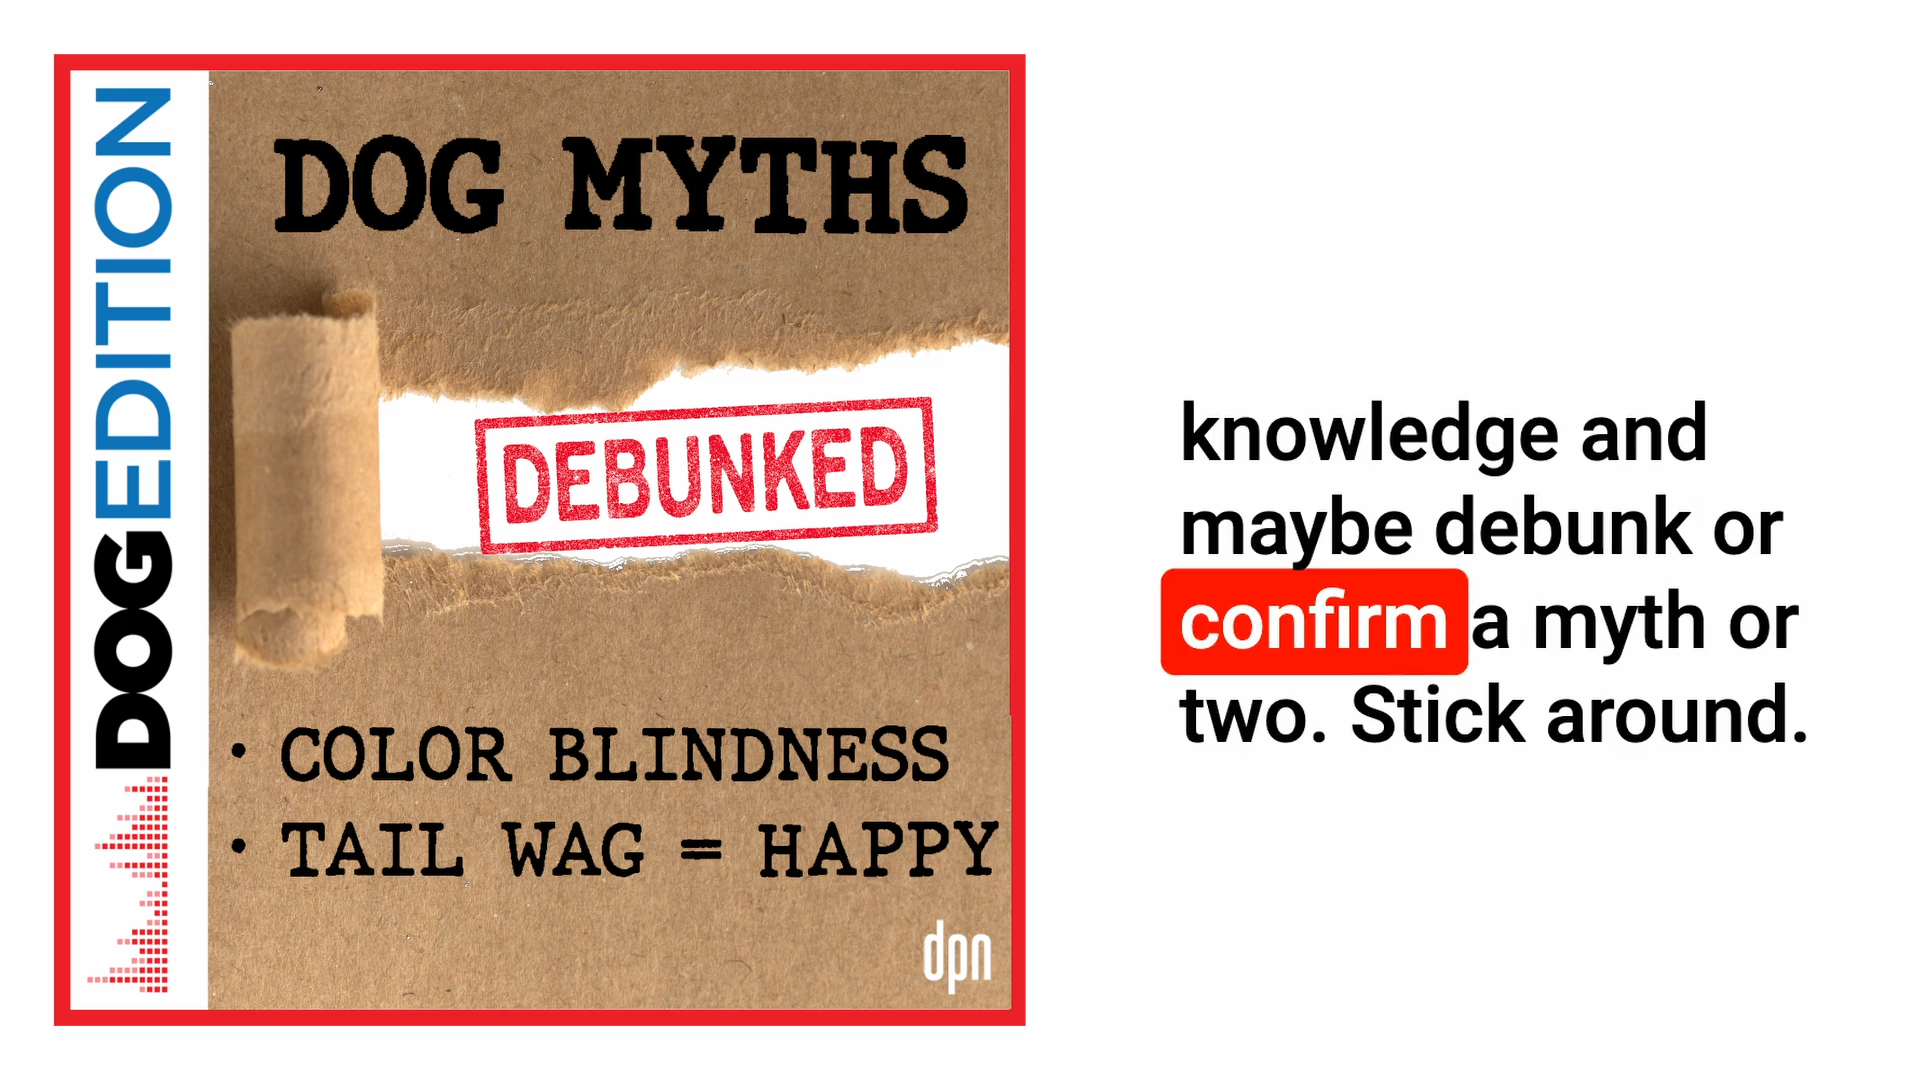 DOGEDITION
DOG MYTHS
DEBUNKED
• COLOR BLINDNESS
• TAIL WAG = HAPPY
dpn
knowledge and
maybe debunk or
confirm a myth or
two. Stick around.